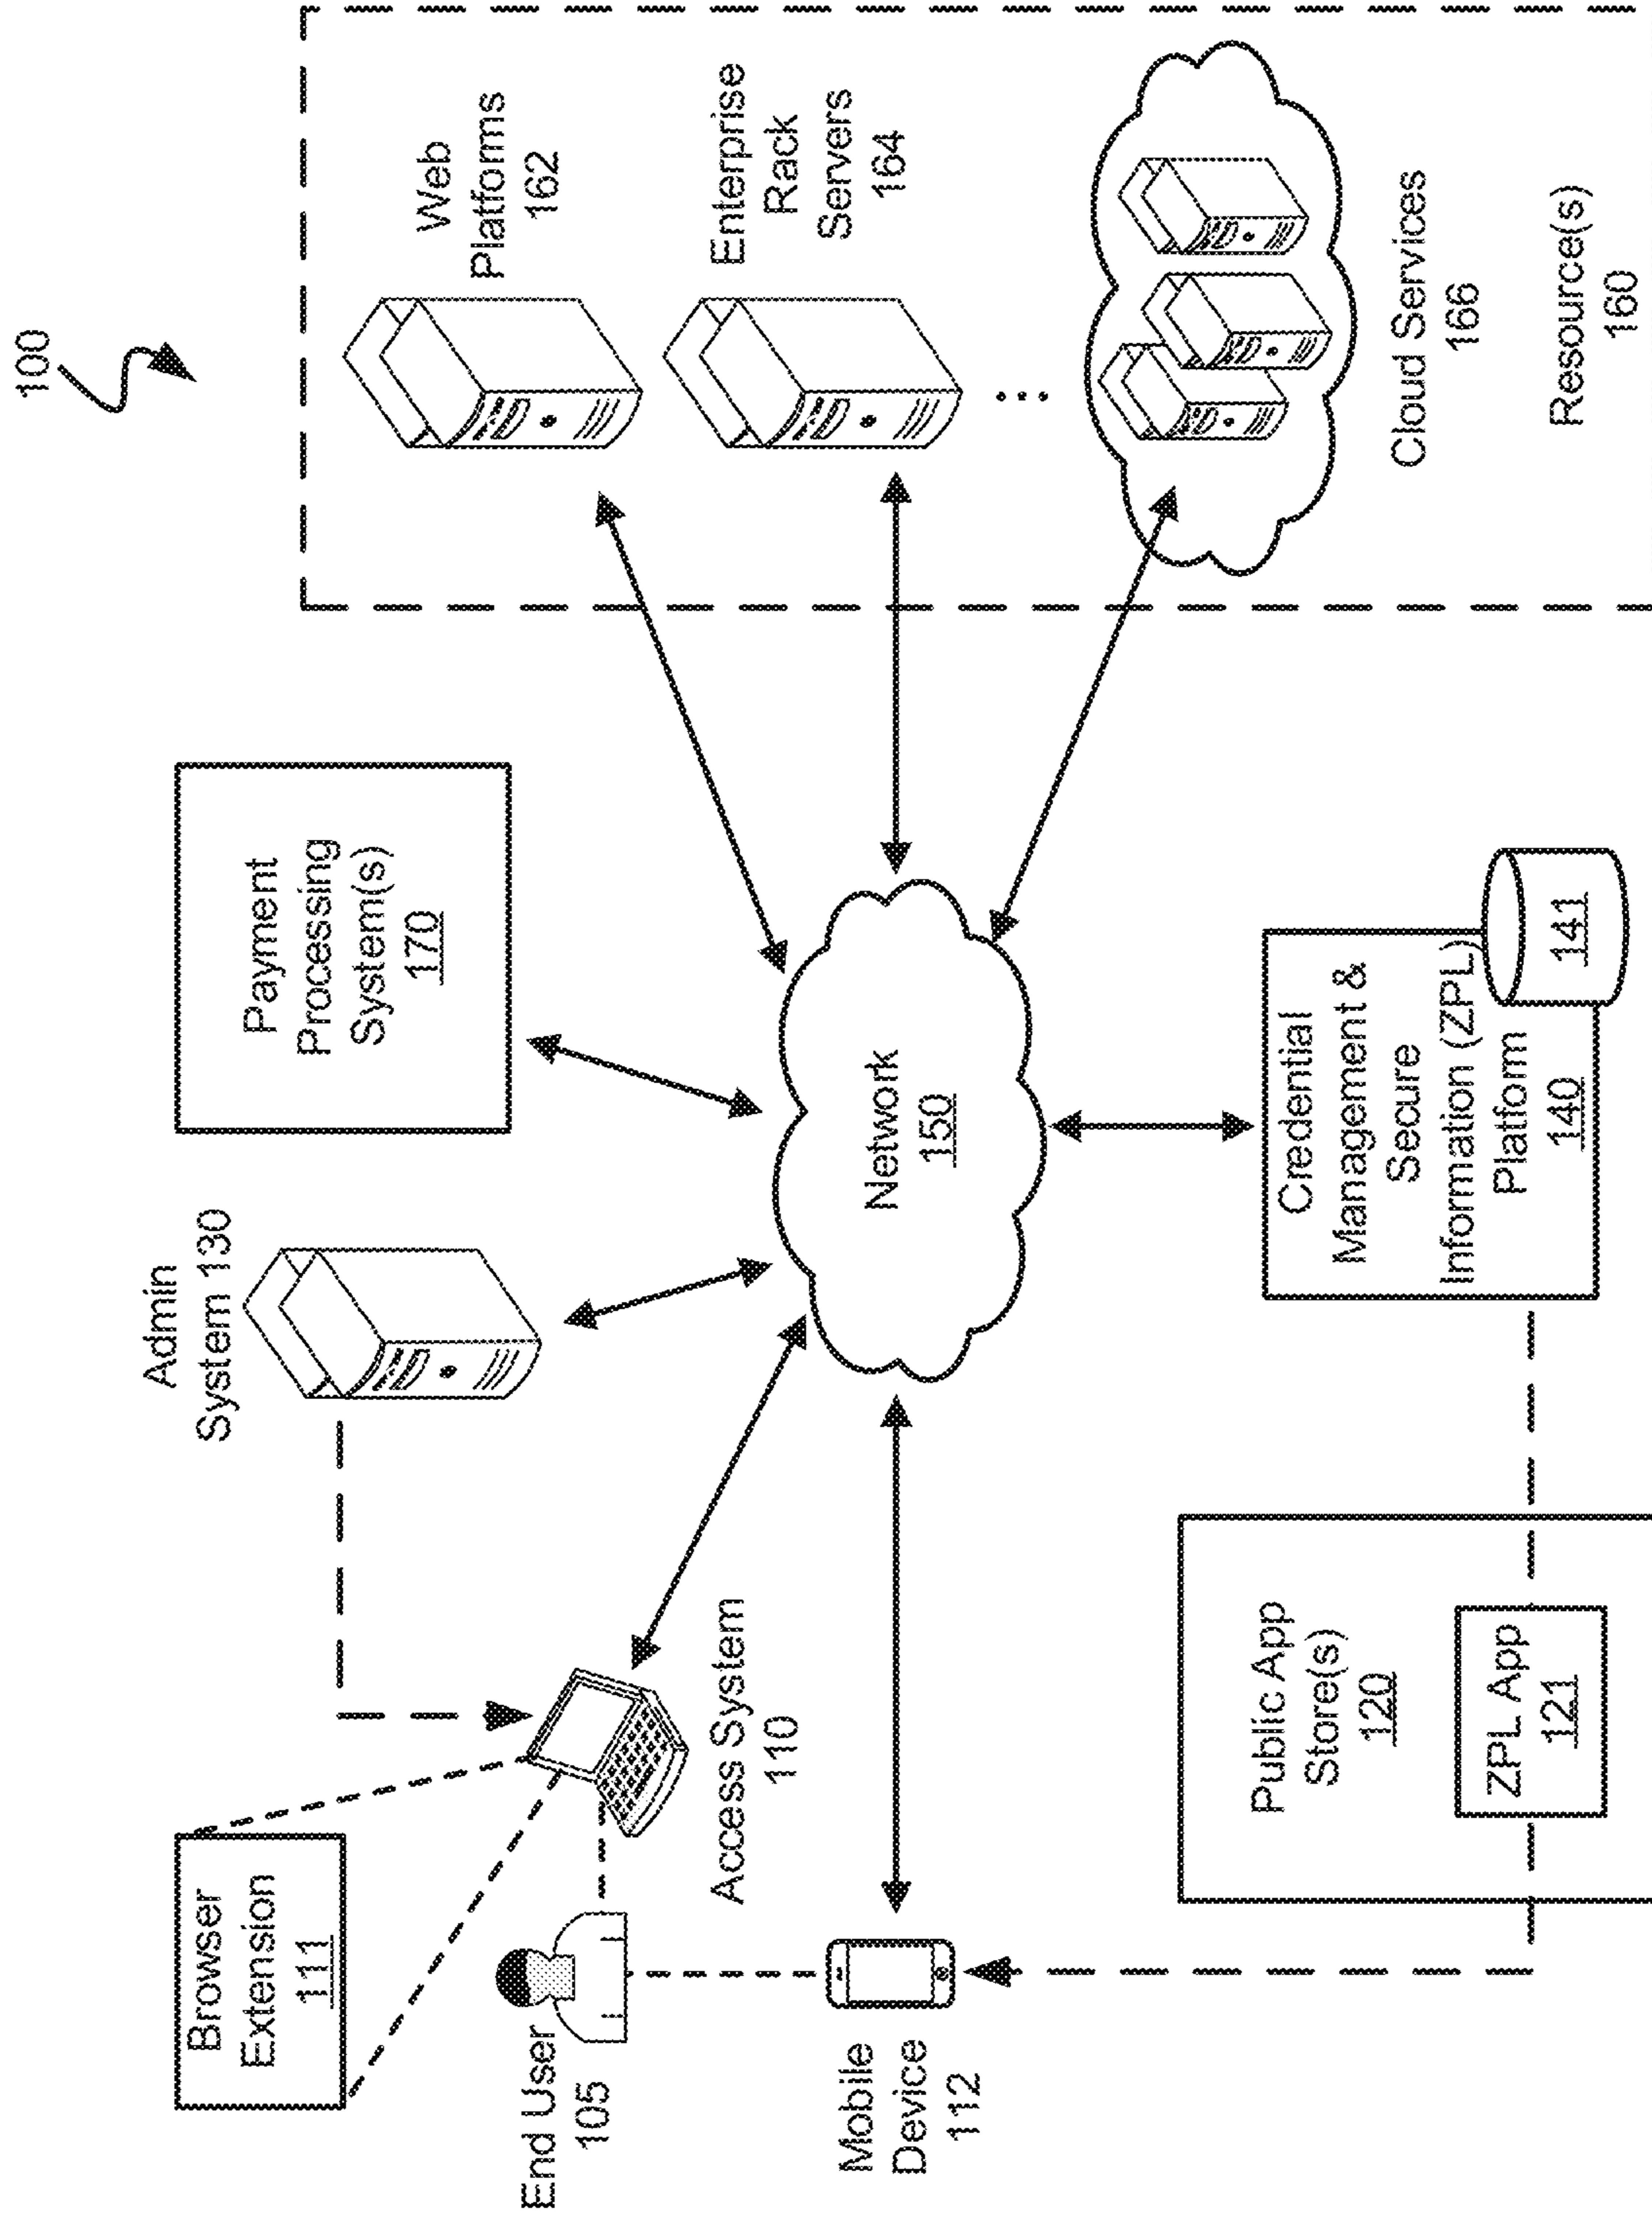 100
Browser
Extension
111
Admin
System 130
Payment
Processing
System(s)
170
Web
Platforms
162
Enterprise
Rack
Servers
164
End User
105
Access System
110
Mobile
Device
112
Network
150
...
Cloud Services
166
Resource(s)
160
Public App
Store(s)
120
ZPL App
121
Credential
Management &
Secure
Information (ZPL)
Platform
140
141